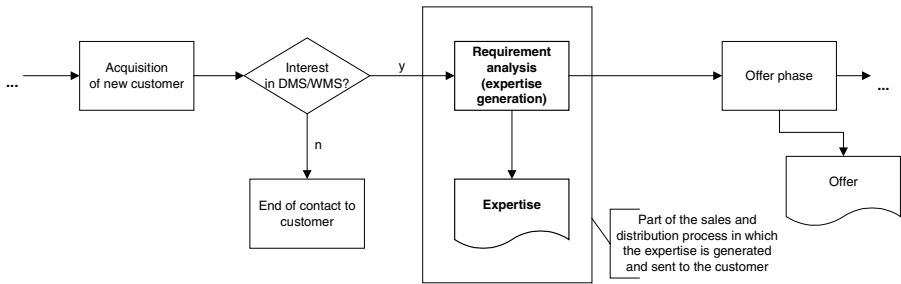 ...
Acquisition
of new customer
Interest
in DMS/WMS?
y
n
End of contact to
customer
Requirement
analysis
(expertise
generation)
Expertise
Part of the sales and
distribution process in which
the expertise is generated
and sent to the customer
Offer phase
...
Offer